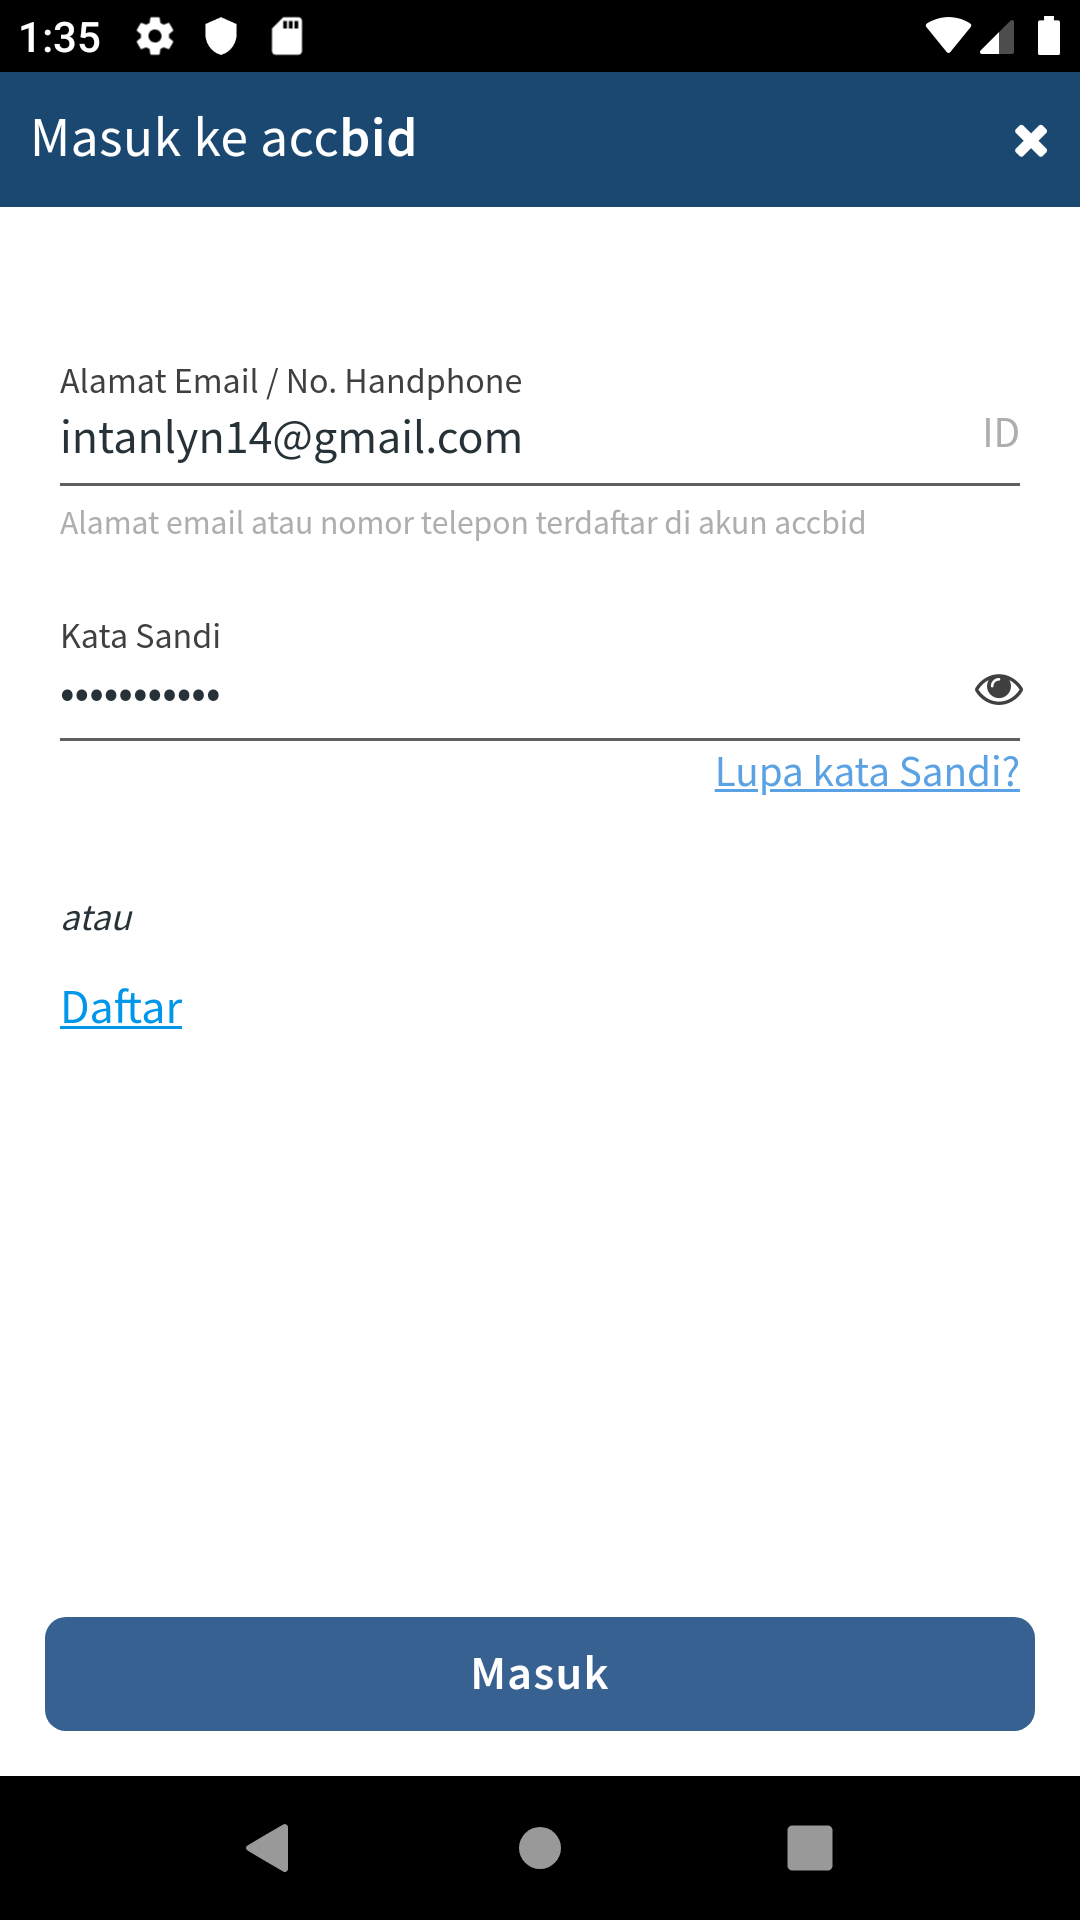 1:35
Masuk ke accbid
Alamat Email / No. Handphone
intanlyn14@gmail.com
ID
Alamat email atau nomor telepon terdaftar di akun accbid
Kata Sandi
•••••••••••
Lupa kata Sandi?
atau
Daftar
Masuk